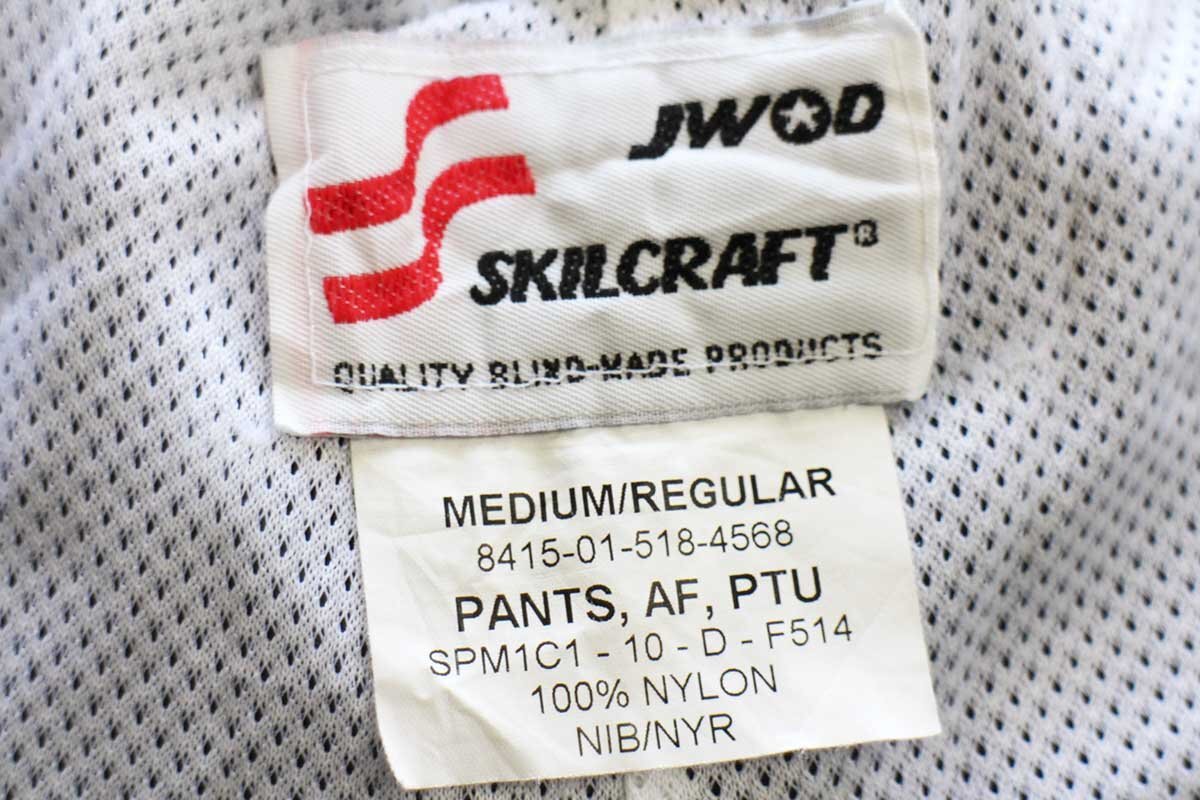 JWOD
SKILCRAFT®
QUALITY BLIND-MADE PRODUCTS
MEDIUM/REGULAR
8415-01-518-4568
PANTS, AF, PTU
SPM1C1 - 10 - D - F514
100% NYLON
NIB/NYR